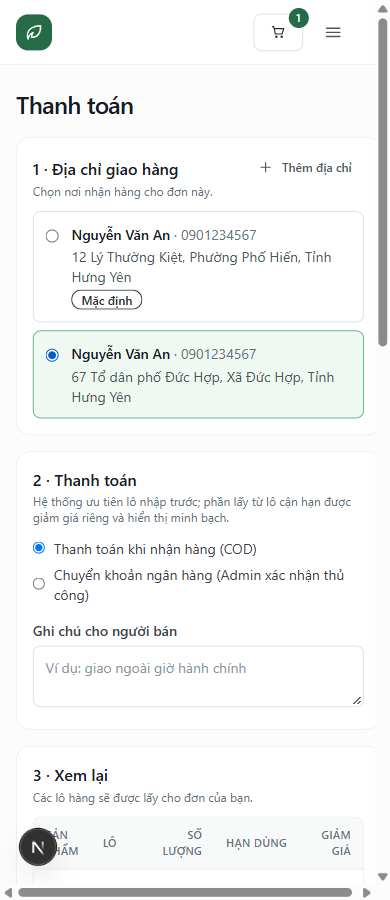 1
Thanh toán
1 · Địa chỉ giao hàng
Thêm địa chỉ
Chọn nơi nhận hàng cho đơn này.
Nguyễn Văn An · 0901234567
12 Lý Thường Kiệt, Phường Phố Hiến, Tỉnh
Hưng Yên
Mặc định
Nguyễn Văn An · 0901234567
67 Tổ dân phố Đức Hợp, Xã Đức Hợp, Tỉnh
Hưng Yên
2 · Thanh toán
Hệ thống ưu tiên lô nhập trước; phần lấy từ lô cận hạn được
giảm giá riêng và hiển thị minh bạch.
Thanh toán khi nhận hàng (COD)
Chuyển khoản ngân hàng (Admin xác nhận thủ
công)
Ghi chú cho người bán
Ví dụ: giao ngoài giờ hành chính
3 · Xem lại
Các lô hàng sẽ được lấy cho đơn của bạn.
LÔ
SỐ
LƯỢNG
HẠN DÙNG
GIẢM
GIÁ
N